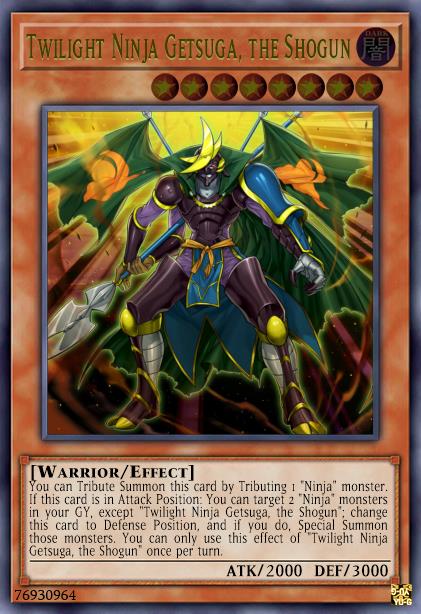 Twilight Ninja Getsuga, the Shogun
DARK
闇
[Warrior/Effect]
You can Tribute Summon this card by Tributing 1 "Ninja" monster.
If this card is in Attack Position: You can target 2 "Ninja" monsters
in your GY, except "Twilight Ninja Getsuga, the Shogun"; change
this card to Defense Position, and if you do, Special Summon
those monsters. You can only use this effect of "Twilight Ninja
Getsuga, the Shogun" once per turn.
ATK/2000 DEF/3000
76930964